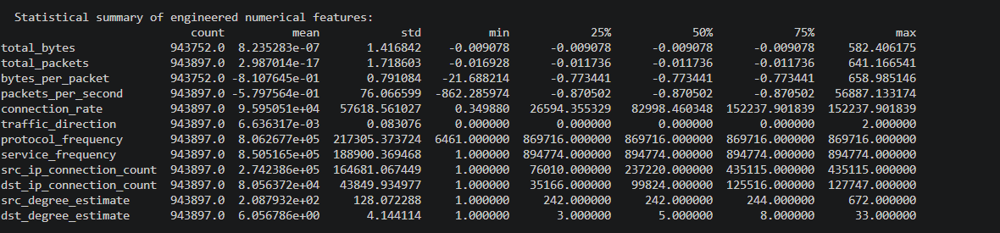 Statistical summary of engineered numerical features:
count mean std min 25% 50% 75% max
total_bytes 943752.0 8.235283e-07 1.416842 -0.009078 -0.009078 -0.009078 -0.009078 582.406175
total_packets 943897.0 2.987014e-17 1.718603 -0.016928 -0.011736 -0.011736 -0.011736 641.166541
bytes_per_packet 943752.0 -8.107645e-01 0.791084 -21.688214 -0.773441 -0.773441 -0.773441 658.985146
packets_per_second 943897.0 -5.797564e-01 76.066599 -862.285974 -0.870502 -0.870502 -0.870502 56887.133174
connection_rate 943897.0 9.595051e+04 57618.561027 0.349880 26594.355329 82998.460348 152237.901839 152237.901839
traffic_direction 943897.0 6.636317e-03 0.083076 0.000000 0.000000 0.000000 0.000000 2.000000
protocol_frequency 943897.0 8.062677e+05 217305.373724 6461.000000 869716.000000 869716.000000 869716.000000 869716.000000
service_frequency 943897.0 8.505165e+05 188900.369468 1.000000 894774.000000 894774.000000 894774.000000 894774.000000
src_ip_connection_count 943897.0 2.742386e+05 164681.067449 1.000000 76010.000000 237220.000000 435115.000000 435115.000000
dst_ip_connection_count 943897.0 8.056372e+04 43849.934977 1.000000 35166.000000 99824.000000 125516.000000 127747.000000
src_degree_estimate 943897.0 2.087932e+02 128.072288 1.000000 242.000000 242.000000 244.000000 672.000000
dst_degree_estimate 943897.0 6.056786e+00 4.144114 1.000000 3.000000 5.000000 8.000000 33.000000